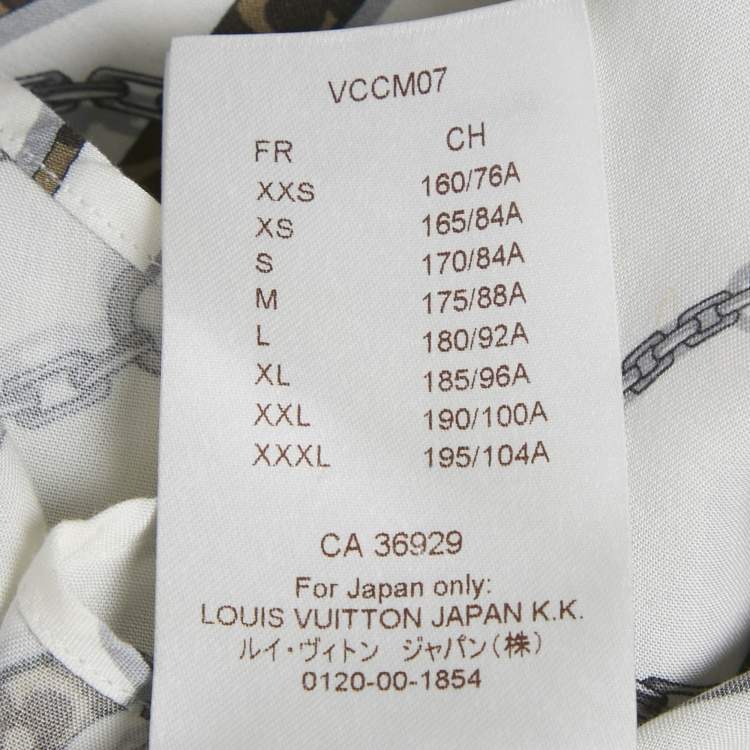 VCCM07
FR CH
XXS 160/76A
XS 165/84A
S 170/84A
M 175/88A
L 180/92A
XL 185/96A
XXL 190/100A
XXXL 195/104A
CA 36929
For Japan only:
LOUIS VUITTON JAPAN K.K.
ルイ・ヴィトン ジャパン(株)
0120-00-1854